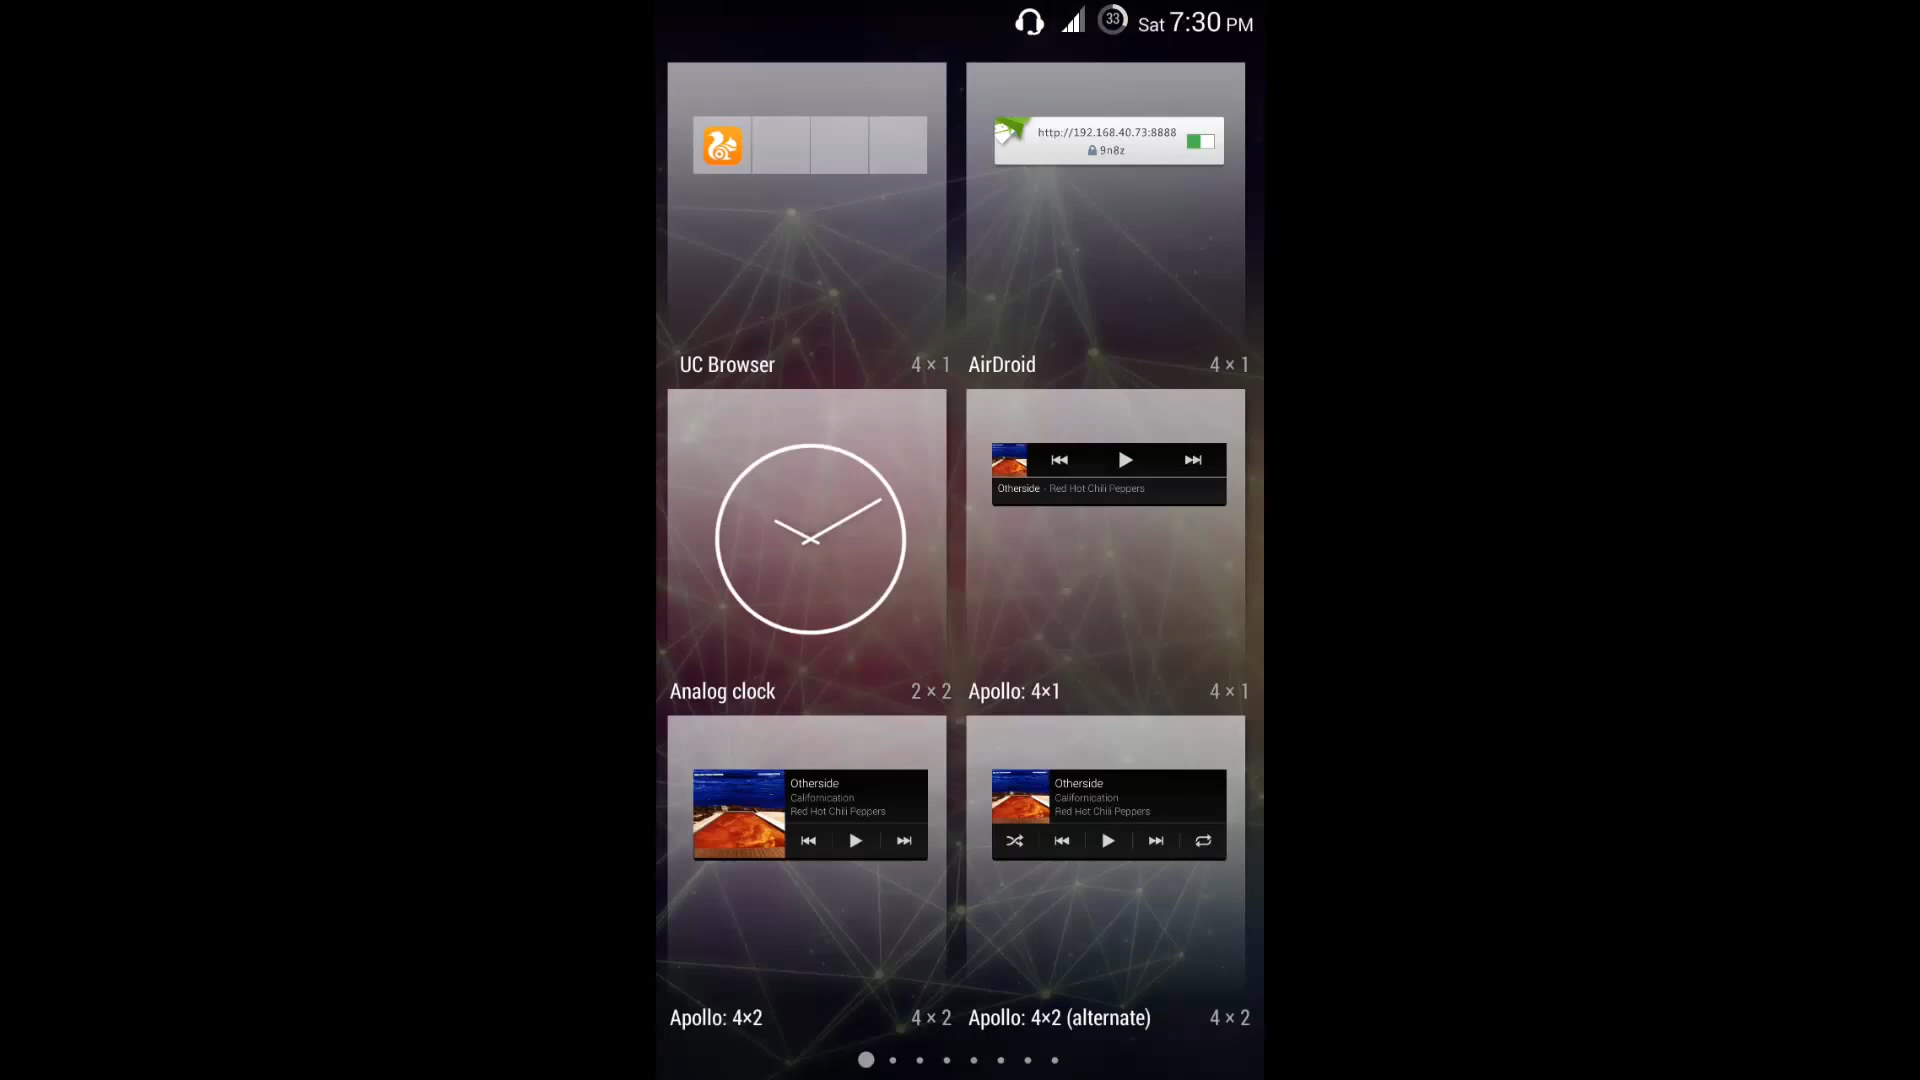 33 Sat 7:30 PM
http://192.168.40.73:8888
9n8z
UC Browser 4 × 1 AirDroid 4 × 1
Otherside - Red Hot Chili Peppers
Analog clock 2 × 2 Apollo: 4×1 4 × 1
Otherside
Californication
Red Hot Chili Peppers
Otherside
Californication
Red Hot Chili Peppers
Apollo: 4×2 4 × 2 Apollo: 4×2 (alternate) 4 × 2